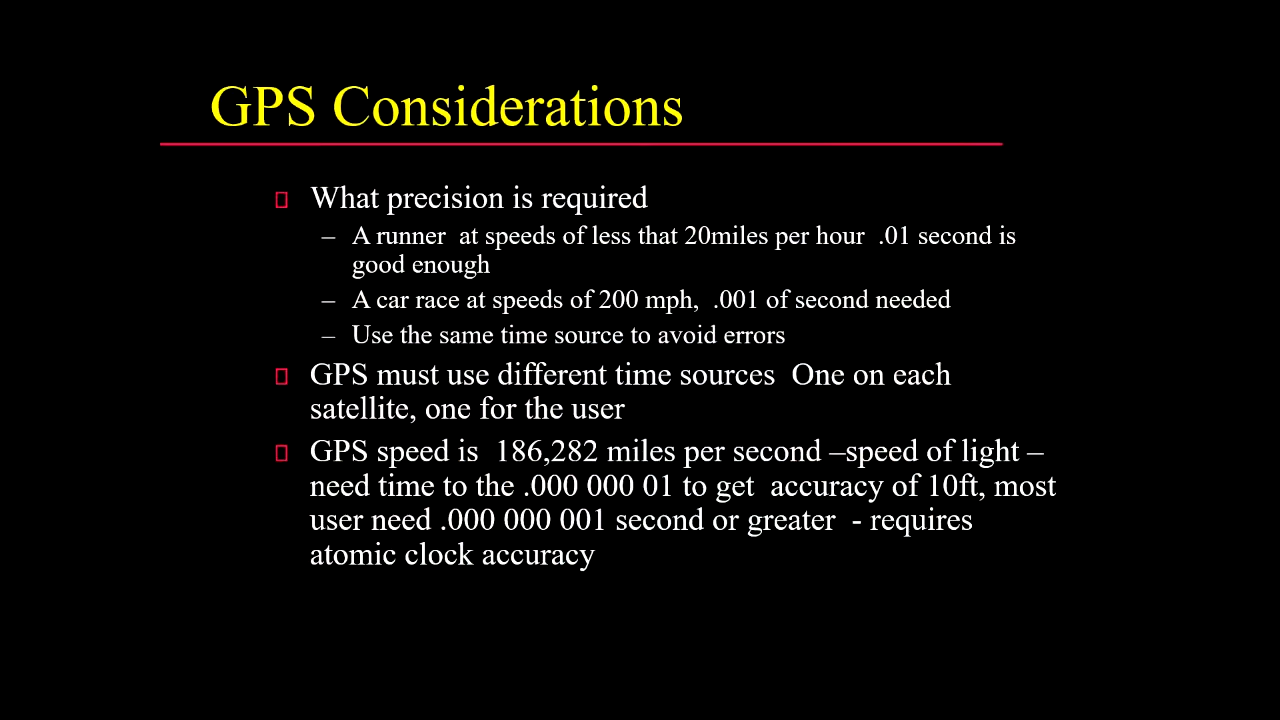 GPS Considerations
What precision is required
– A runner at speeds of less that 20miles per hour .01 second is
good enough
– A car race at speeds of 200 mph, .001 of second needed
– Use the same time source to avoid errors
GPS must use different time sources One on each
satellite, one for the user
GPS speed is 186,282 miles per second –speed of light –
need time to the .000 000 01 to get accuracy of 10ft, most
user need .000 000 001 second or greater - requires
atomic clock accuracy